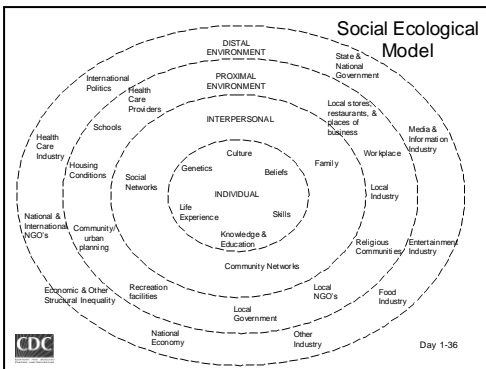 Social Ecological
Model
DISTAL
ENVIRONMENT
State &
National
Government
International
Politics
PROXIMAL
ENVIRONMENT
Health
Care
Providers
Local stores,
restaurants, &
places of
business
Media &
Information
Industry
Schools
INTERPERSONAL
Health
Care
Industry
Culture
Workplace
Housing
Conditions
Genetics
Beliefs
Family
Social
Networks
INDIVIDUAL
Local
Industry
National &
International
NGO's
Life
Experience
Skills
Community/
urban
planning
Knowledge &
Education
Religious
Communities
Entertainment
Industry
Community Networks
Economic & Other
Structural Inequality
Recreation
facilities
Local
NGO's
Food
Industry
Local
Government
National
Economy
Other
Industry
CDC
Day 1-36